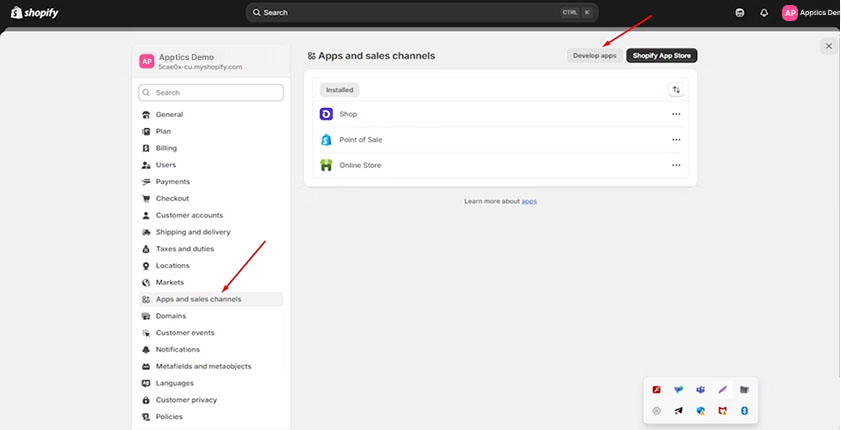 shopify
Search
CTRL K
AP Apptics Demo
AP Apptics Demo
5cae0x-cu.myshopify.com
Search
General
Plan
Billing
Users
Payments
Checkout
Customer accounts
Shipping and delivery
Taxes and duties
Locations
Markets
Apps and sales channels
Domains
Customer events
Notifications
Metafields and metaobjects
Languages
Customer privacy
Policies
Apps and sales channels
Develop apps
Shopify App Store
Installed
Shop
Point of Sale
Online Store
Learn more about apps